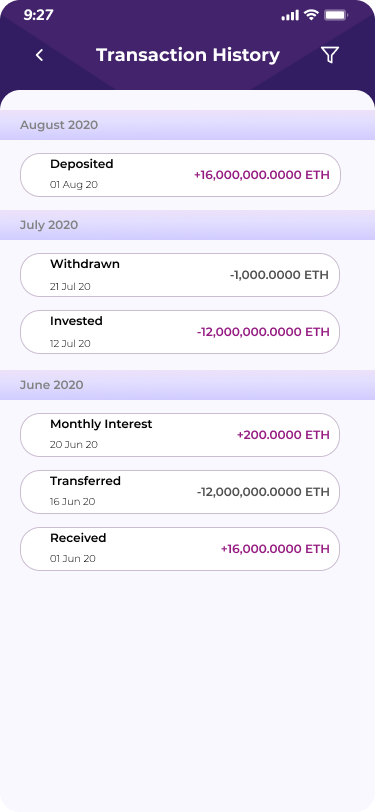 9:27
Transaction History
August 2020
Deposited
+16,000,000.0000 ETH
01 Aug 20
July 2020
Withdrawn
-1,000.0000 ETH
21 Jul 20
Invested
-12,000,000.0000 ETH
12 Jul 20
June 2020
Monthly Interest
+200.0000 ETH
20 Jun 20
Transferred
-12,000,000.0000 ETH
16 Jun 20
Received
+16,000.0000 ETH
01 Jun 20